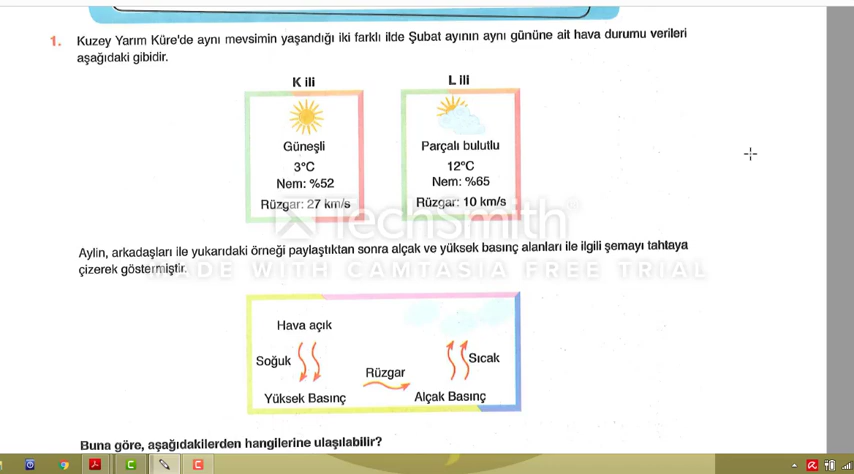 1. Kuzey Yarım Küre'de aynı mevsimin yaşandığı iki farklı ilde Şubat ayının aynı gününe ait hava durumu verileri
aşağıdaki gibidir.
K ili
Güneşli
3°C
Nem: %52
Rüzgar: 27 km/s
L ili
Parçalı bulutlu
12°C
Nem: %65
Rüzgar: 10 km/s
TechSmith
Aylin, arkadaşları ile yukarıdaki örneği paylaştıktan sonra alçak ve yüksek basınç alanları ile ilgili şemayı tahtaya
çizerek göstermiştir.
MADE WITH CAMTASIA FREE TRIAL
Hava açık
Soğuk
Sıcak
Rüzgar
Yüksek Basınç
Alçak Basınç
Buna göre, aşağıdakilerden hangilerine ulaşılabilir?